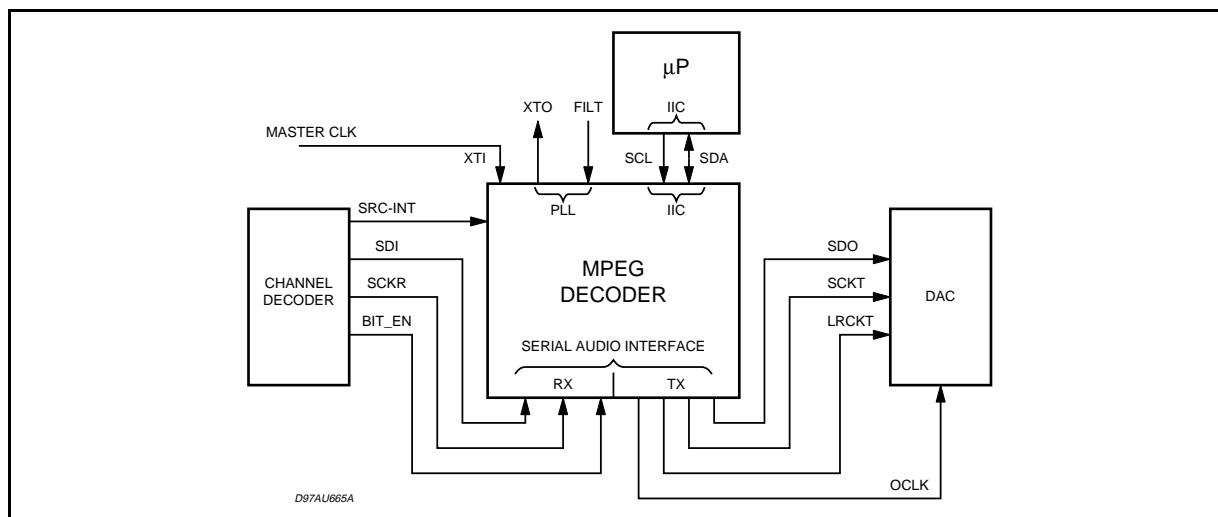 μP
IIC
XTO
FILT
MASTER CLK
XTI
SCL
SDA
PLL
IIC
SRC-INT
SDI
SCKR
BIT_EN
CHANNEL
DECODER
MPEG
DECODER
SERIAL AUDIO INTERFACE
RX
TX
SDO
SCKT
LRCKT
DAC
OCLK
D97AU665A